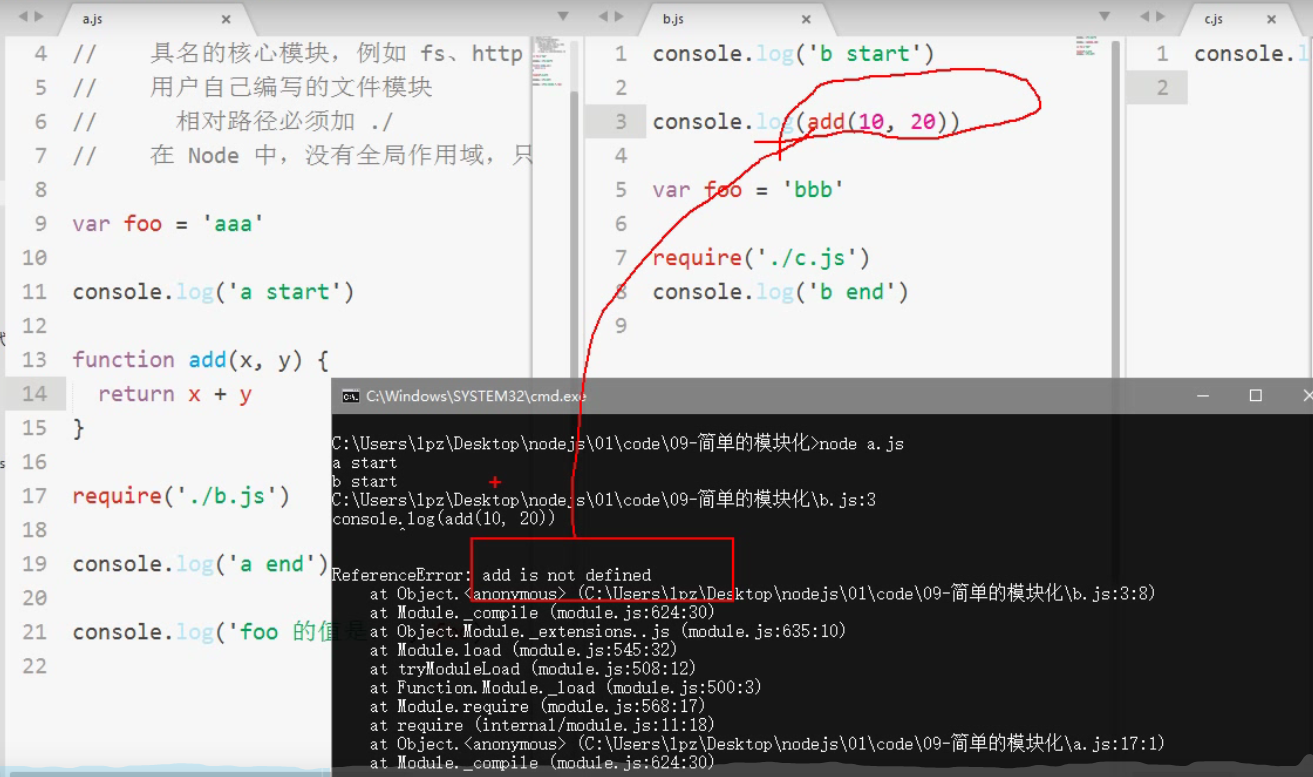 a.js
4 // 具名的核心模块，例如 fs、http
5 // 用户自己编写的文件模块
6 // 相对路径必须加 ./
7 // 在 Node 中，没有全局作用域，只
8
9 var foo = 'aaa'
10
11 console.log('a start')
12
13 function add(x, y) {
14 return x + y
15 }
16
17 require('./b.js')
18
19 console.log('a end')
20
21 console.log('foo 的值是
22
b.js
1 console.log('b start')
2
3 console.log(add(10, 20))
4
5 var foo = 'bbb'
6
7 require('./c.js')
8 console.log('b end')
9
c.js
1 console.l
2
C:\Windows\SYSTEM32\cmd.exe
C:\Users\lpz\Desktop\nodejs\01\code\09-简单的模块化>node a.js
a start
b start
C:\Users\lpz\Desktop\nodejs\01\code\09-简单的模块化\b.js:3
console.log(add(10, 20))
^
ReferenceError: add is not defined
at Object.<anonymous> (C:\Users\lpz\Desktop\nodejs\01\code\09-简单的模块化\b.js:3:8)
at Module._compile (module.js:624:30)
at Object.Module._extensions..js (module.js:635:10)
at Module.load (module.js:545:32)
at tryModuleLoad (module.js:508:12)
at Function.Module._load (module.js:500:3)
at Module.require (module.js:568:17)
at require (internal/module.js:11:18)
at Object.<anonymous> (C:\Users\lpz\Desktop\nodejs\01\code\09-简单的模块化\a.js:17:1)
at Module._compile (module.js:624:30)